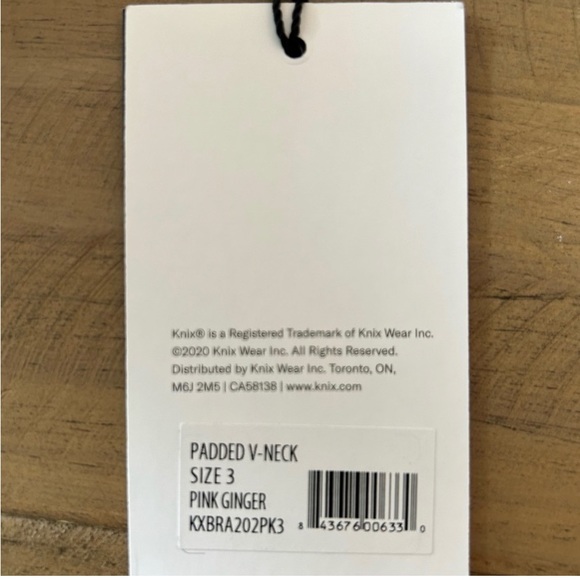 Knix® is a Registered Trademark of Knix Wear Inc.
©2020 Knix Wear Inc. All Rights Reserved.
Distributed by Knix Wear Inc. Toronto, ON,
M6J 2M5 | CA58138 | www.knix.com
PADDED V-NECK
SIZE 3
PINK GINGER
KXBRA202PK3
8 43676 00633 0